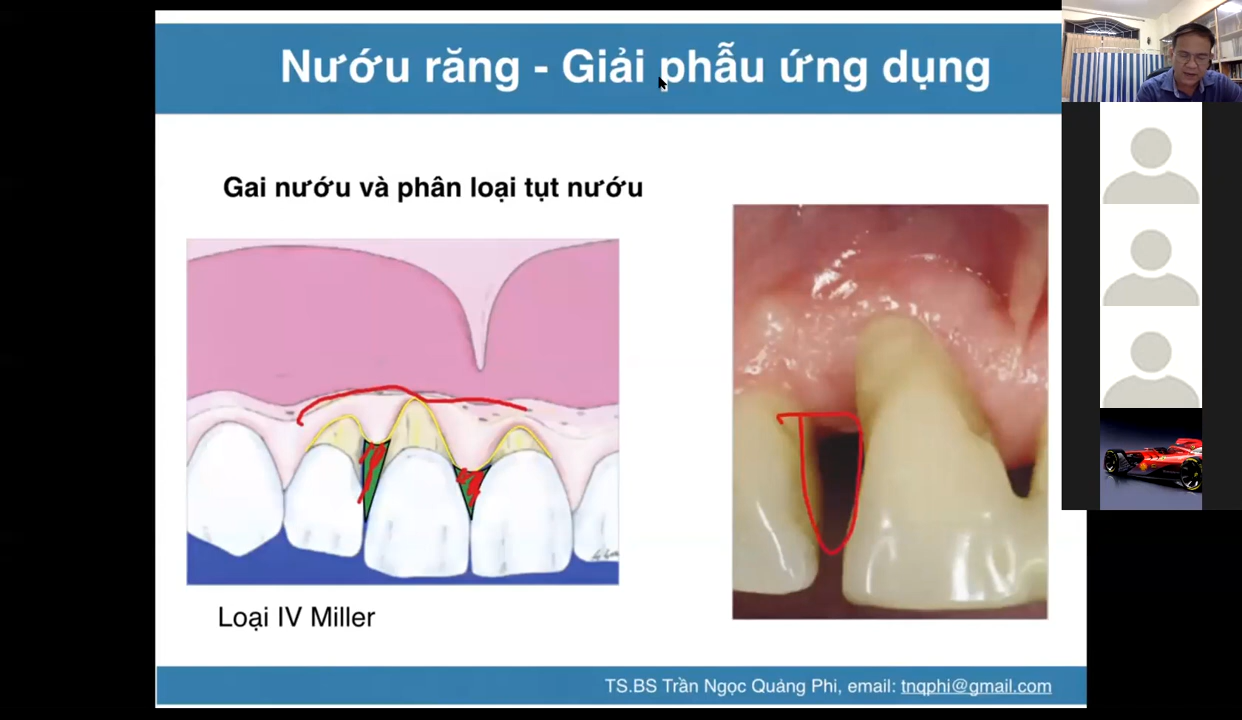 Nướu răng - Giải phẫu ứng dụng
Gai nướu và phân loại tụt nướu
Loại IV Miller
TS.BS Trần Ngọc Quảng Phi, email: tnqphi@gmail.com